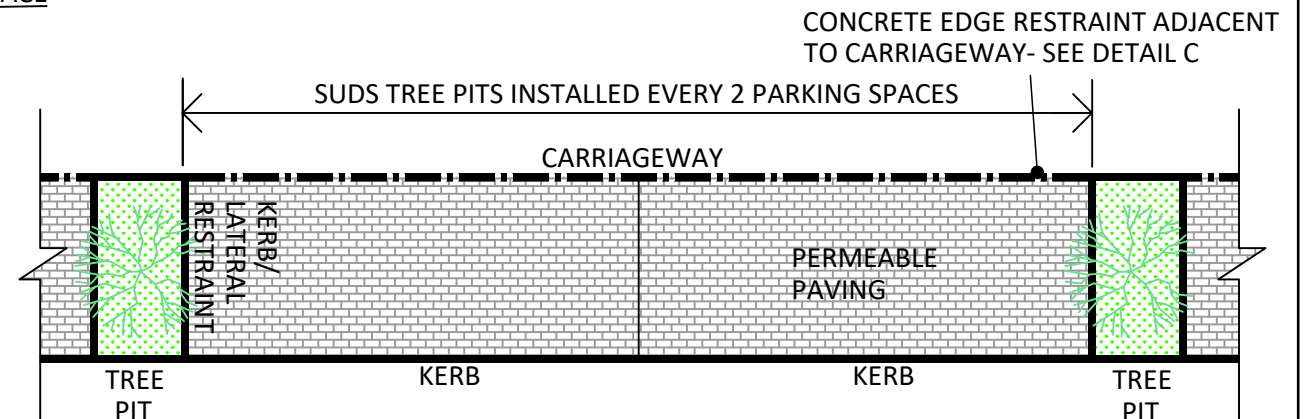 CONCRETE EDGE RESTRAINT ADJACENT
TO CARRIAGEWAY- SEE DETAIL C
SUDS TREE PITS INSTALLED EVERY 2 PARKING SPACES
CARRIAGEWAY
KERB/
LATERAL
RESTRAINT
PERMEABLE
PAVING
TREE
PIT
KERB
KERB
TREE
PIT